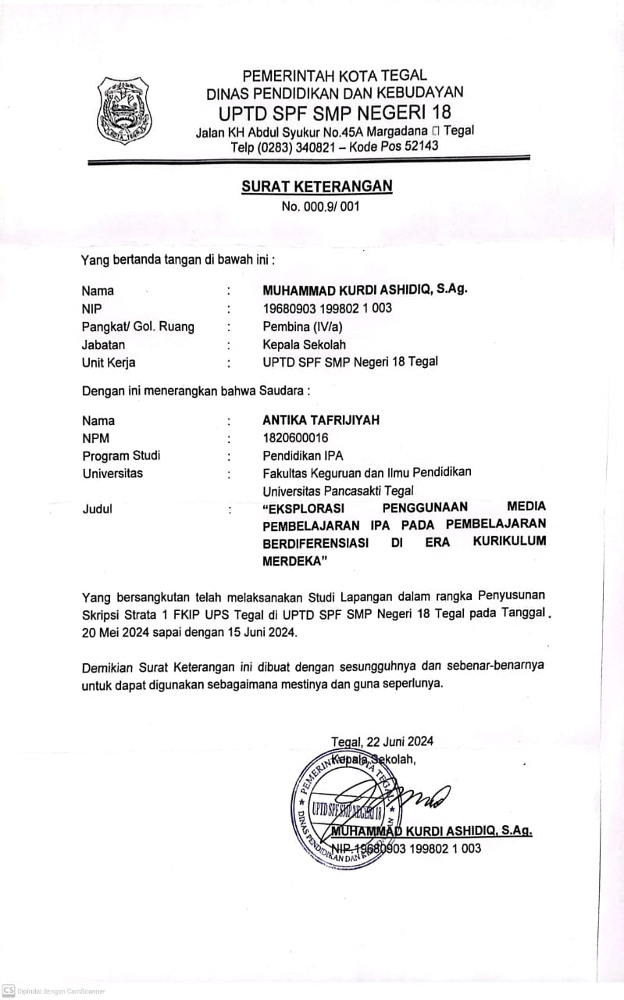 PEMERINTAH KOTA TEGAL
DINAS PENDIDIKAN DAN KEBUDAYAN
UPTD SPF SMP NEGERI 18
Jalan KH Abdul Syukur No.45A Margadana □ Tegal
Telp (0283) 340821 – Kode Pos 52143
SURAT KETERANGAN
No. 000.9/ 001
Yang bertanda tangan di bawah ini :
Nama : MUHAMMAD KURDI ASHIDIQ, S.Ag.
NIP : 19680903 199802 1 003
Pangkat/ Gol. Ruang : Pembina (IV/a)
Jabatan : Kepala Sekolah
Unit Kerja : UPTD SPF SMP Negeri 18 Tegal
Dengan ini menerangkan bahwa Saudara :
Nama : ANTIKA TAFRIJIYAH
NPM : 1820600016
Program Studi : Pendidikan IPA
Universitas : Fakultas Keguruan dan Ilmu Pendidikan
Universitas Pancasakti Tegal
Judul : “EKSPLORASI PENGGUNAAN MEDIA
PEMBELAJARAN IPA PADA PEMBELAJARAN
BERDIFERENSIASI DI ERA KURIKULUM
MERDEKA”
Yang bersangkutan telah melaksanakan Studi Lapangan dalam rangka Penyusunan
Skripsi Strata 1 FKIP UPS Tegal di UPTD SPF SMP Negeri 18 Tegal pada Tanggal
20 Mei 2024 sapai dengan 15 Juni 2024.
Demikian Surat Keterangan ini dibuat dengan sesungguhnya dan sebenar-benarnya
untuk dapat digunakan sebagaimana mestinya dan guna seperlunya.
Tegal, 22 Juni 2024
Kepala Sekolah,
PEMERINTAH KOTA TEGAL
UPTD SPF SMP NEGERI 18
DINAS PENDIDIKAN DAN KEBUDAYAAN
MUHAMMAD KURDI ASHIDIQ, S.Ag.
NIP.19680903 199802 1 003
CS Dipindai dengan CamScanner